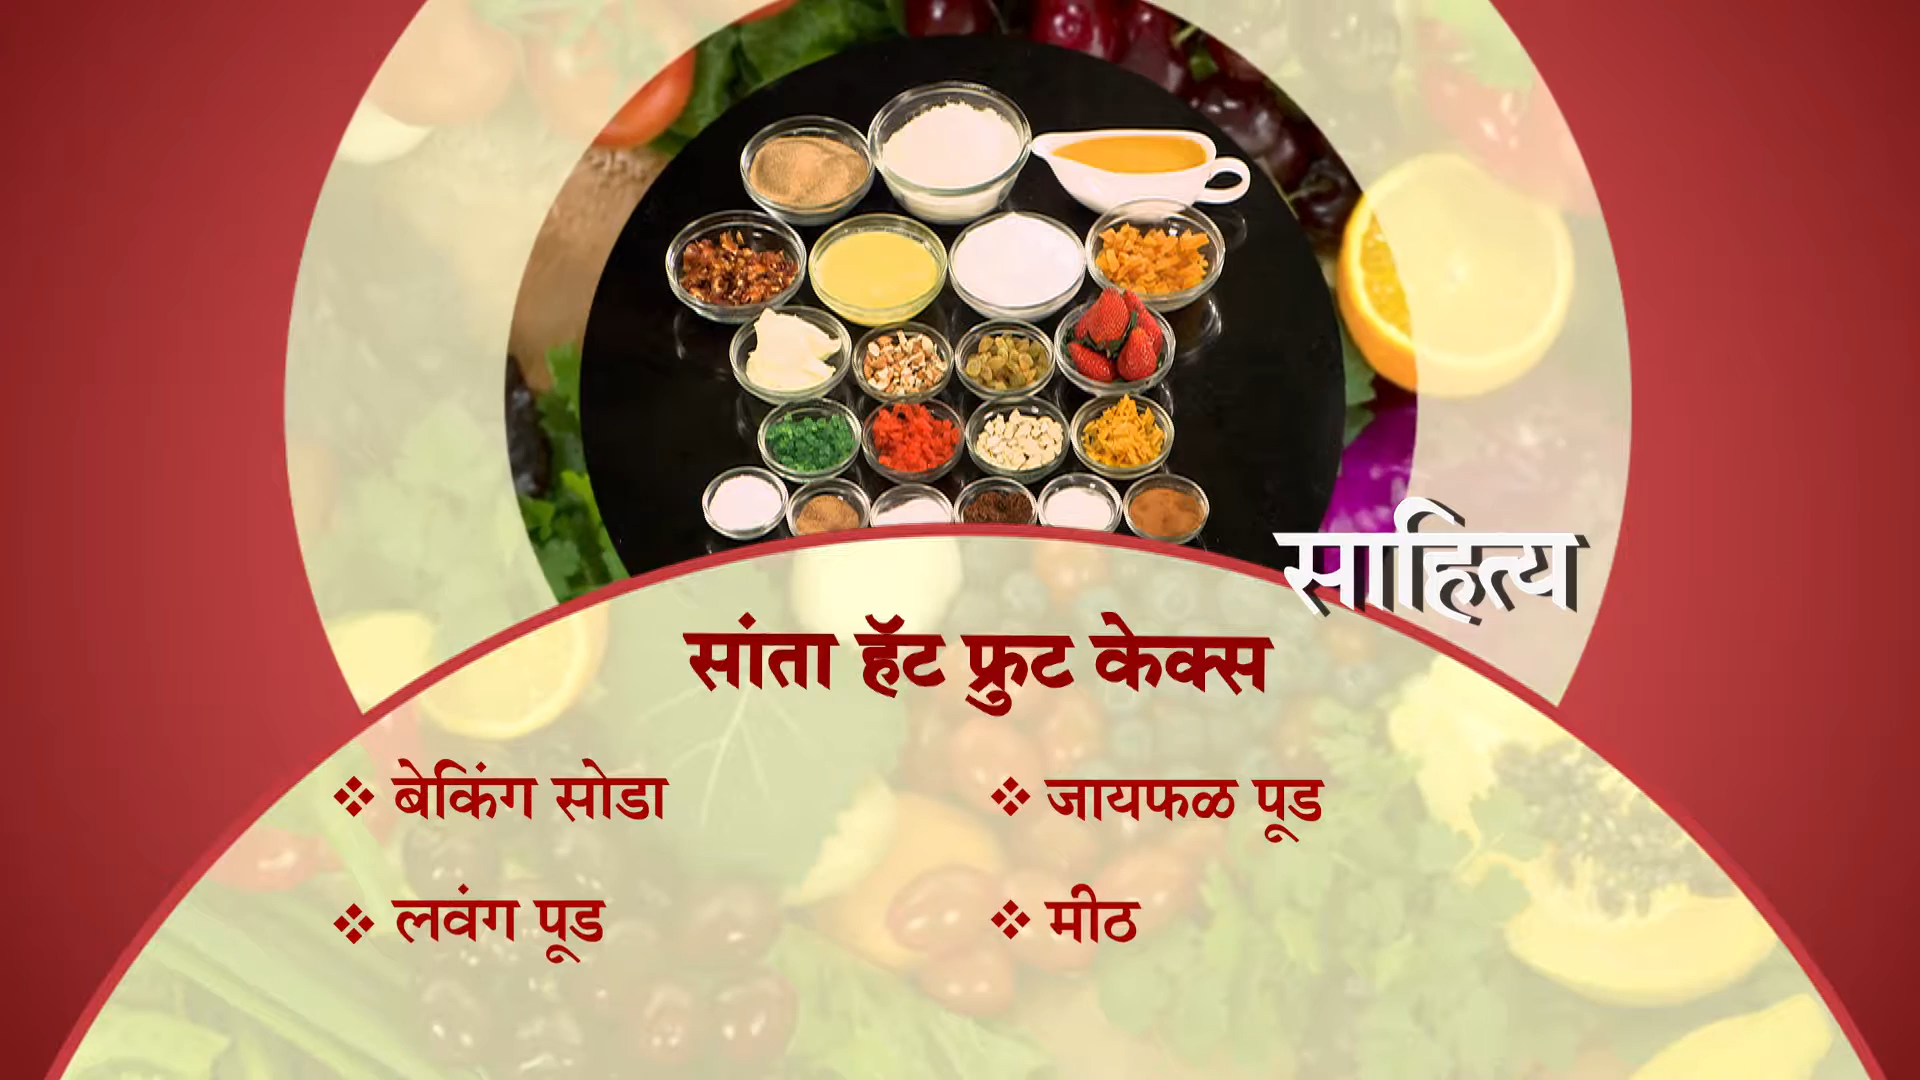 साहित्य
सांता हॅट फ्रुट केक्स
❖ बेकिंग सोडा
❖ जायफळ पूड
❖ लवंग पूड
❖ मीठ